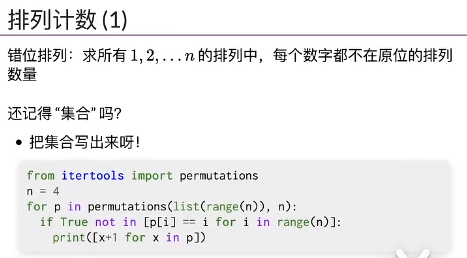 排列计数 (1)
错位排列：求所有 1, 2, . . . n 的排列中，每个数字都不在原位的排列
数量
还记得“集合”吗？
• 把集合写出来呀！
from itertools import permutations
n = 4
for p in permutations(list(range(n)), n):
  if True not in [p[i] == i for i in range(n)]:
    print([x+1 for x in p])